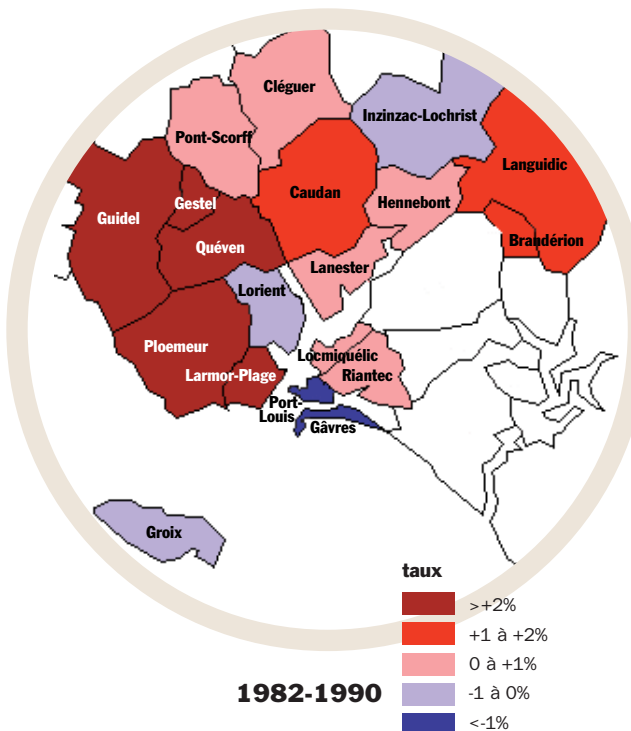 Cléguer
Inzinzac-Lochrist
Pont-Scorff
Languidic
Caudan
Gestel
Hennebont
Guidel
Quéven
Brandérion
Lanester
Lorient
Ploemeur
Locmiquélic
Larmor-Plage
Riantec
Port-
Louis
Gâvres
Groix
taux
>+2%
+1 à +2%
0 à +1%
1982-1990
-1 à 0%
<-1%